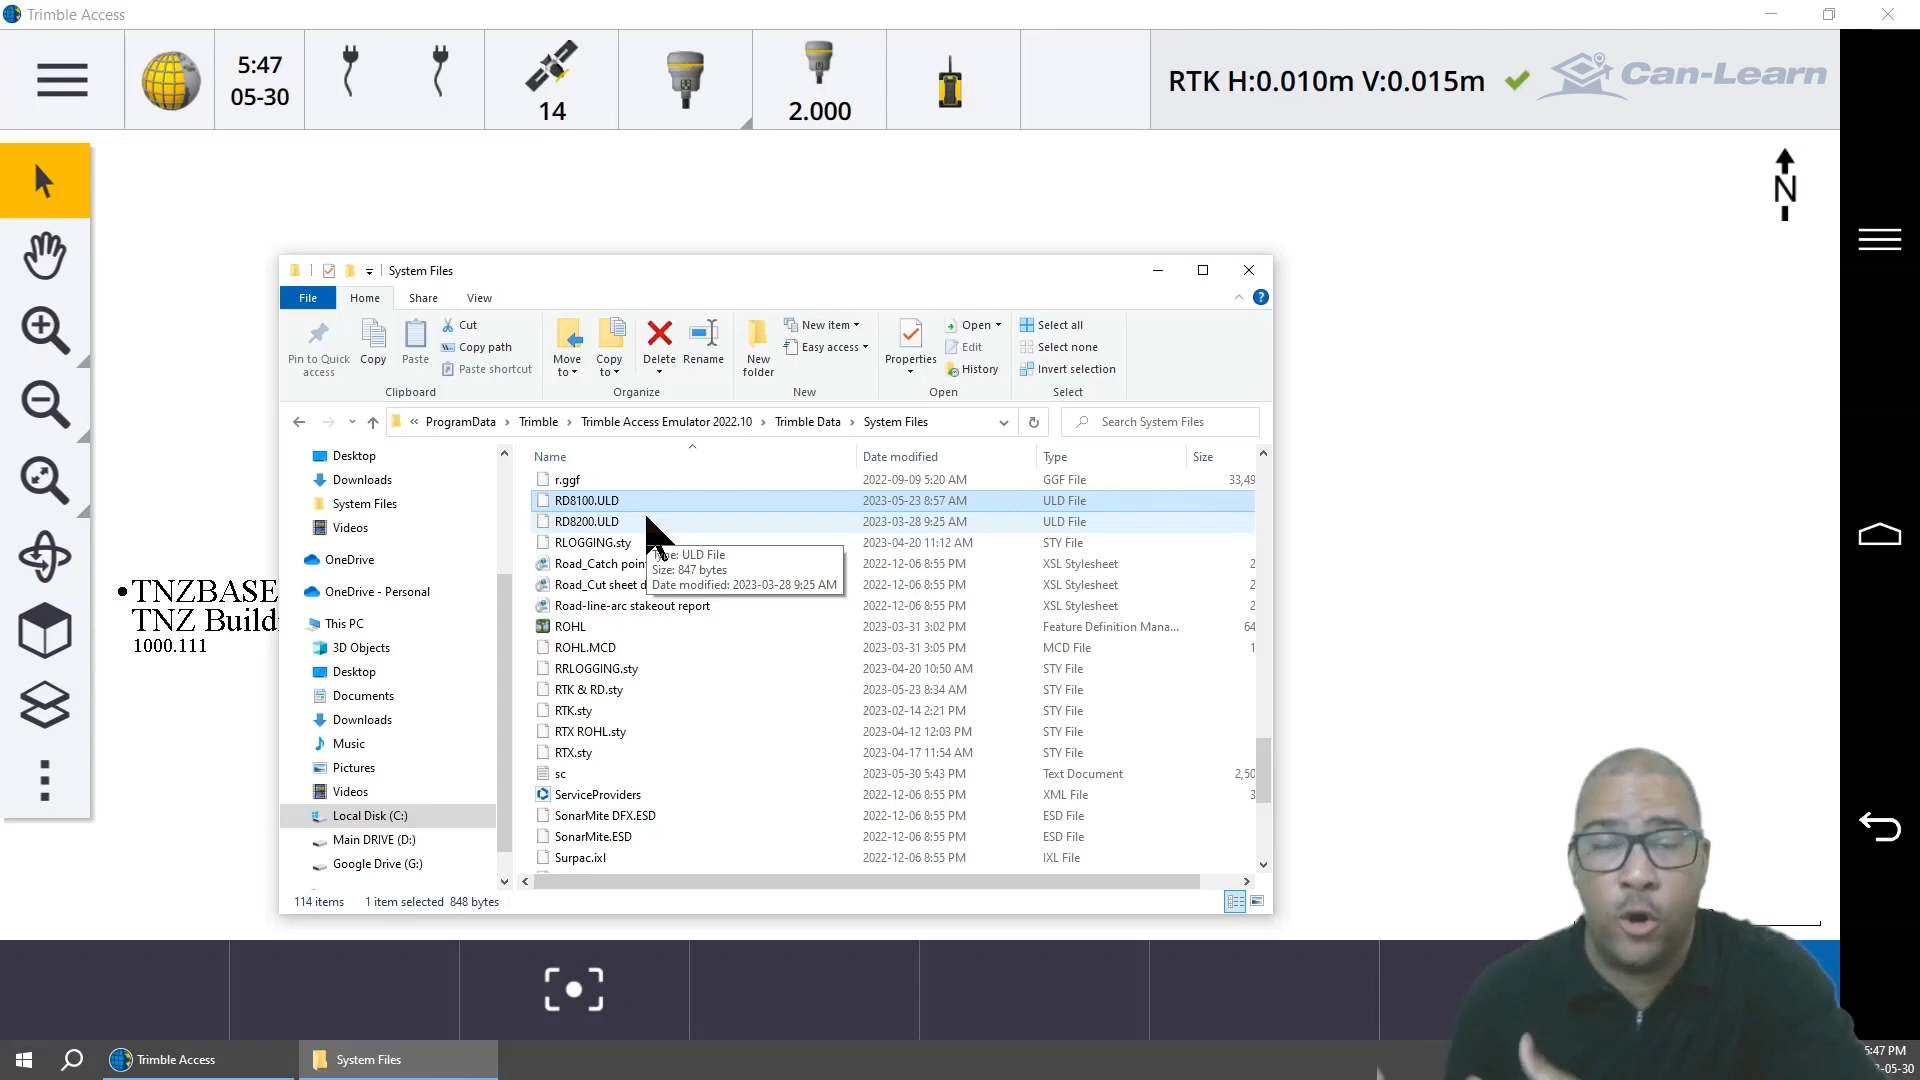 Trimble Access
5:47
05-30
14
2.000
RTK H:0.010m V:0.015m
Can-Learn
N
TNZBASE
TNZ Build
1000.111
System Files
File Home Share View
Pin to Quick access
Copy
Paste
Cut
Copy path
Paste shortcut
Clipboard
Move to
Copy to
Delete
Rename
Organize
New folder
New item
Easy access
New
Properties
Open
Edit
History
Open
Select all
Select none
Invert selection
Select
« ProgramData › Trimble › Trimble Access Emulator 2022.10 › Trimble Data › System Files
Search System Files
Desktop
Downloads
System Files
Videos
OneDrive
OneDrive - Personal
This PC
3D Objects
Desktop
Documents
Downloads
Music
Pictures
Videos
Local Disk (C:)
Main DRIVE (D:)
Google Drive (G:)
Name Date modified Type Size
r.ggf 2022-09-09 5:20 AM GGF File 33,49
RD8100.ULD 2023-05-23 8:57 AM ULD File
RD8200.ULD 2023-03-28 9:25 AM ULD File
RLOGGING.sty 2023-04-20 11:12 AM STY File
Road_Catch poin 2022-12-06 8:55 PM XSL Stylesheet 2
Road_Cut sheet d 2022-12-06 8:55 PM XSL Stylesheet 2
Road-line-arc stakeout report 2022-12-06 8:55 PM XSL Stylesheet 2
ROHL 2023-03-31 3:02 PM Feature Definition Mana... 64
ROHL.MCD 2023-03-31 3:05 PM MCD File 1
RRLOGGING.sty 2023-04-20 10:50 AM STY File
RTK & RD.sty 2023-05-23 8:34 AM STY File
RTK.sty 2023-02-14 2:21 PM STY File
RTX ROHL.sty 2023-04-12 12:03 PM STY File
RTX.sty 2023-04-17 11:54 AM STY File
sc 2023-05-30 5:43 PM Text Document 2,50
ServiceProviders 2022-12-06 8:55 PM XML File 3
SonarMite DFX.ESD 2022-12-06 8:55 PM ESD File
SonarMite.ESD 2022-12-06 8:55 PM ESD File
Surpac.ixl 2022-12-06 8:55 PM IXL File
Type: ULD File
Size: 847 bytes
Date modified: 2023-03-28 9:25 AM
114 items 1 item selected 848 bytes
Trimble Access
System Files
5:47 PM
-05-30